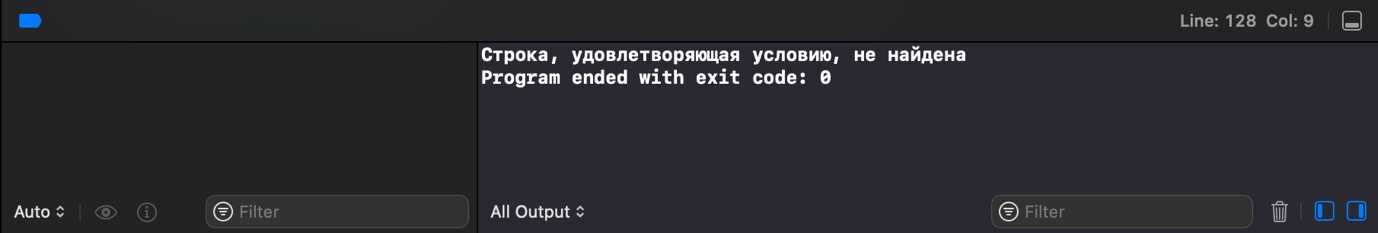 Line: 128 Col: 9
Строка, удовлетворяющая условию, не найдена
Program ended with exit code: 0
Auto
Filter
All Output
Filter